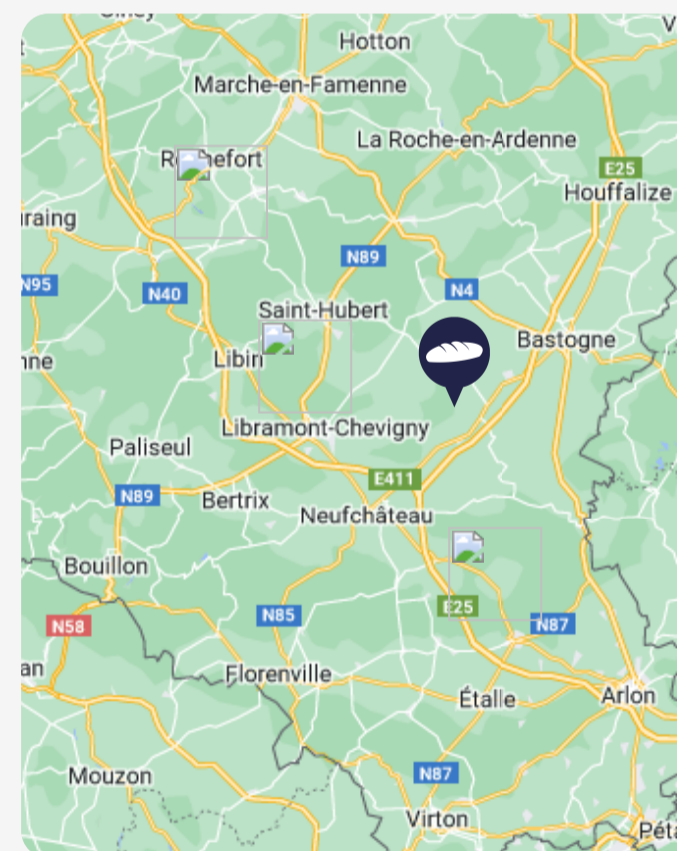 Hotton
Marche-en-Famenne
La Roche-en-Ardenne
E25
Houffalize
N89
N95
N40
N4
Saint-Hubert
Bastogne
Libramont-Chevigny
Paliseul
E411
N89
Bertrix
Neufchâteau
Bouillon
E25
N85
N87
N58
Florenville
Étalle
Arlon
Mouzon
N87
Virton